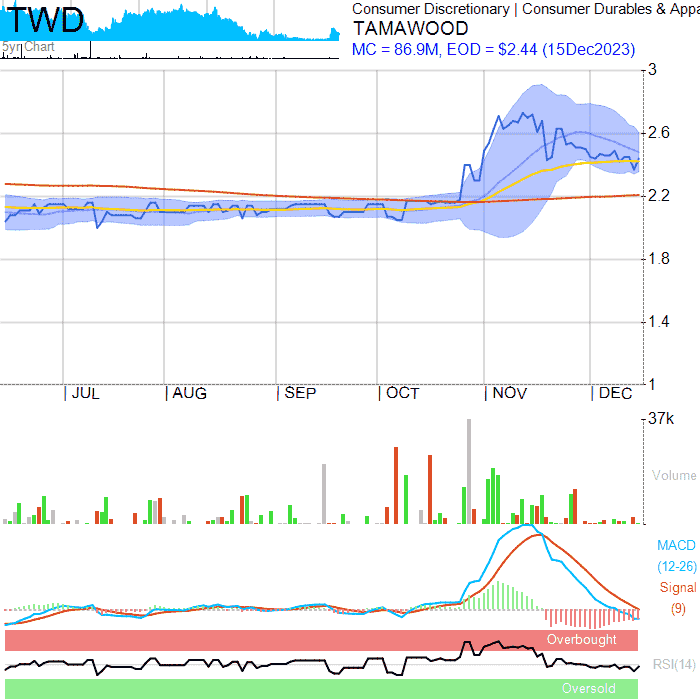 TWD
5yr Chart
Consumer Discretionary | Consumer Durables & Appa
TAMAWOOD
MC = 86.9M, EOD = $2.44 (15Dec2023)
3
2.6
2.2
1.8
1.4
1
JUL AUG SEP OCT NOV DEC
37k
Volume
MACD
(12-26)
Signal
(9)
Overbought
RSI(14)
Oversold